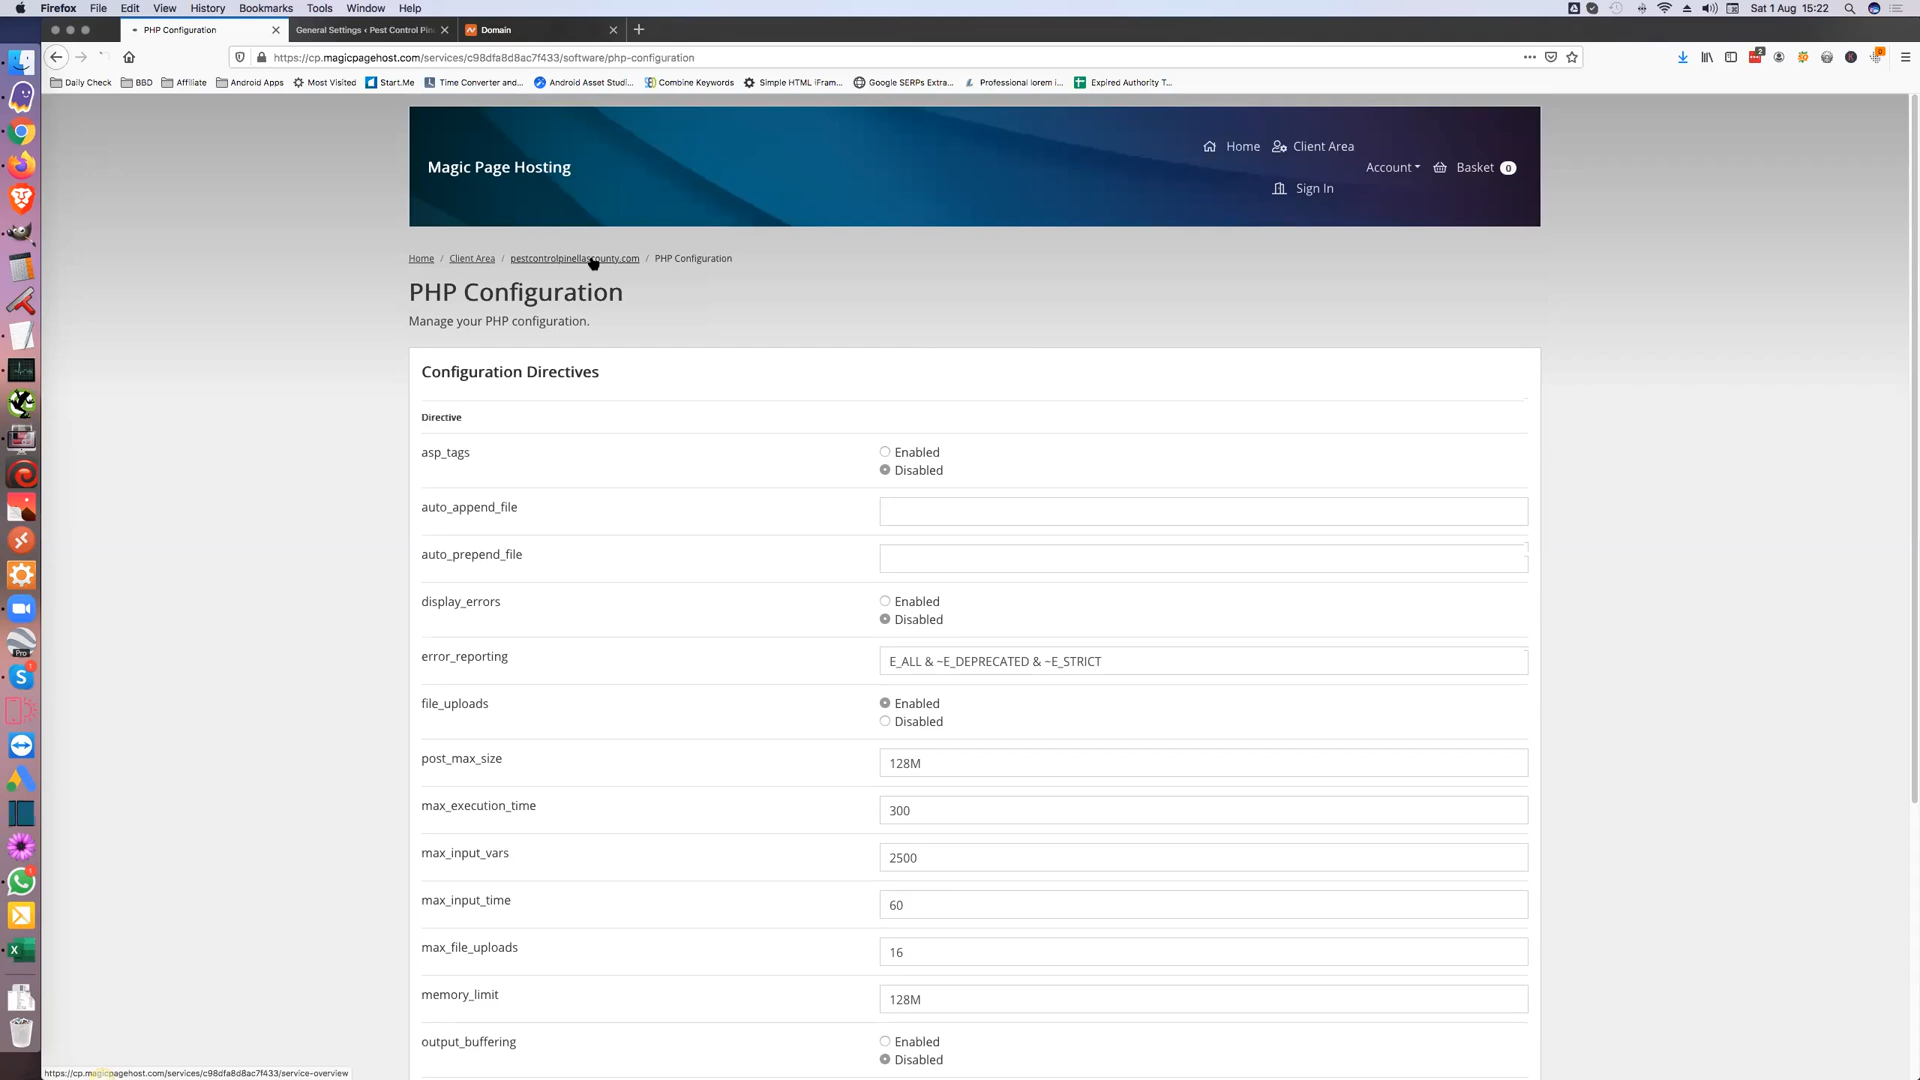 Firefox File Edit View History Bookmarks Tools Window Help
Sat 1 Aug 15:22
PHP Configuration
General Settings ‹ Pest Control Pin
Domain
https://cp.magicpagehost.com/services/c98dfa8d8ac7f433/software/php-configuration
2
0
Daily Check BBD Affiliate Android Apps Most Visited Start.Me Time Converter and... Android Asset Studi... Combine Keywords Simple HTML iFram... Google SERPs Extra... Professional lorem i... Expired Authority T...
Magic Page Hosting
Home Client Area
Account Basket 0
Sign In
Home / Client Area / pestcontrolpinellascounty.com / PHP Configuration
PHP Configuration
Manage your PHP configuration.
Configuration Directives
Directive
asp_tags
Enabled
Disabled
auto_append_file
auto_prepend_file
display_errors
Enabled
Disabled
error_reporting
E_ALL & ~E_DEPRECATED & ~E_STRICT
file_uploads
Enabled
Disabled
post_max_size
128M
max_execution_time
300
max_input_vars
2500
max_input_time
60
max_file_uploads
16
memory_limit
128M
output_buffering
Enabled
Disabled
Pro
1
1
https://cp.magicpagehost.com/services/c98dfa8d8ac7f433/service-overview